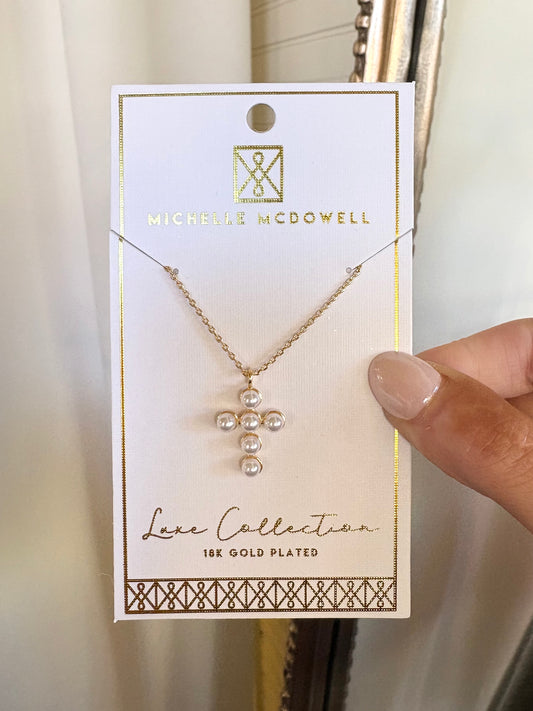 MICHELLE MCDOWELL
Luxe Collection
18K GOLD PLATED